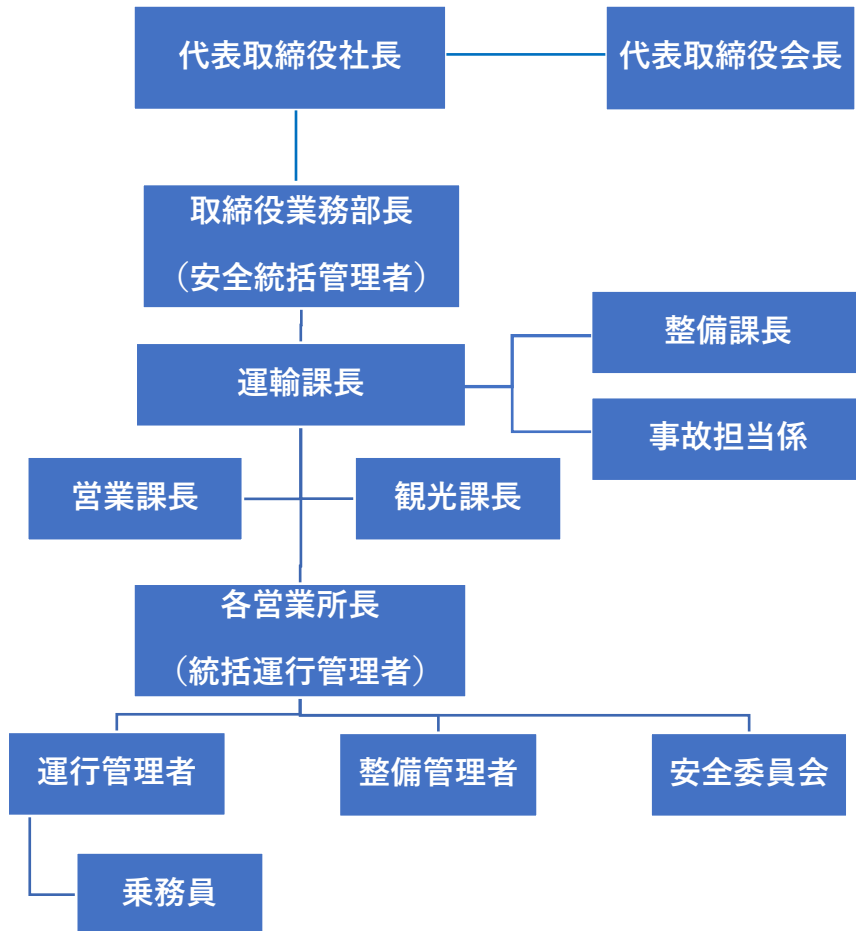 代表取締役社長
代表取締役会長
取締役業務部長
（安全統括管理者）
整備課長
運輸課長
事故担当係
営業課長
観光課長
各営業所長
（統括運行管理者）
運行管理者
整備管理者
安全委員会
乗務員